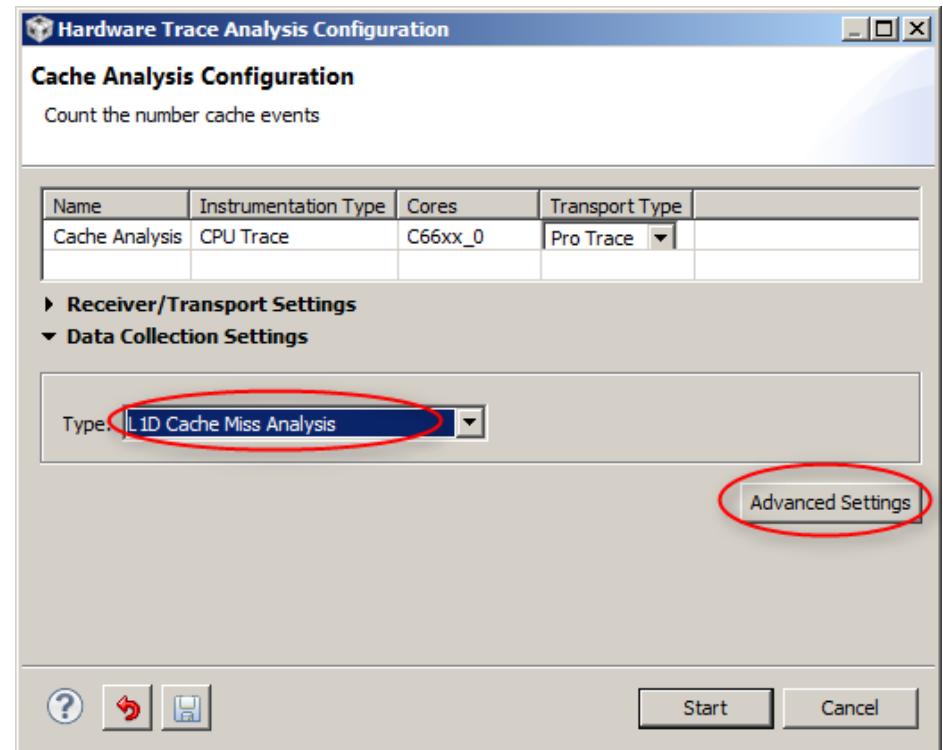 Hardware Trace Analysis Configuration
Cache Analysis Configuration
Count the number cache events
Name Instrumentation Type Cores Transport Type
Cache Analysis CPU Trace C66xx_0 Pro Trace
Receiver/Transport Settings
Data Collection Settings
Type: L1D Cache Miss Analysis
Advanced Settings
? Start Cancel